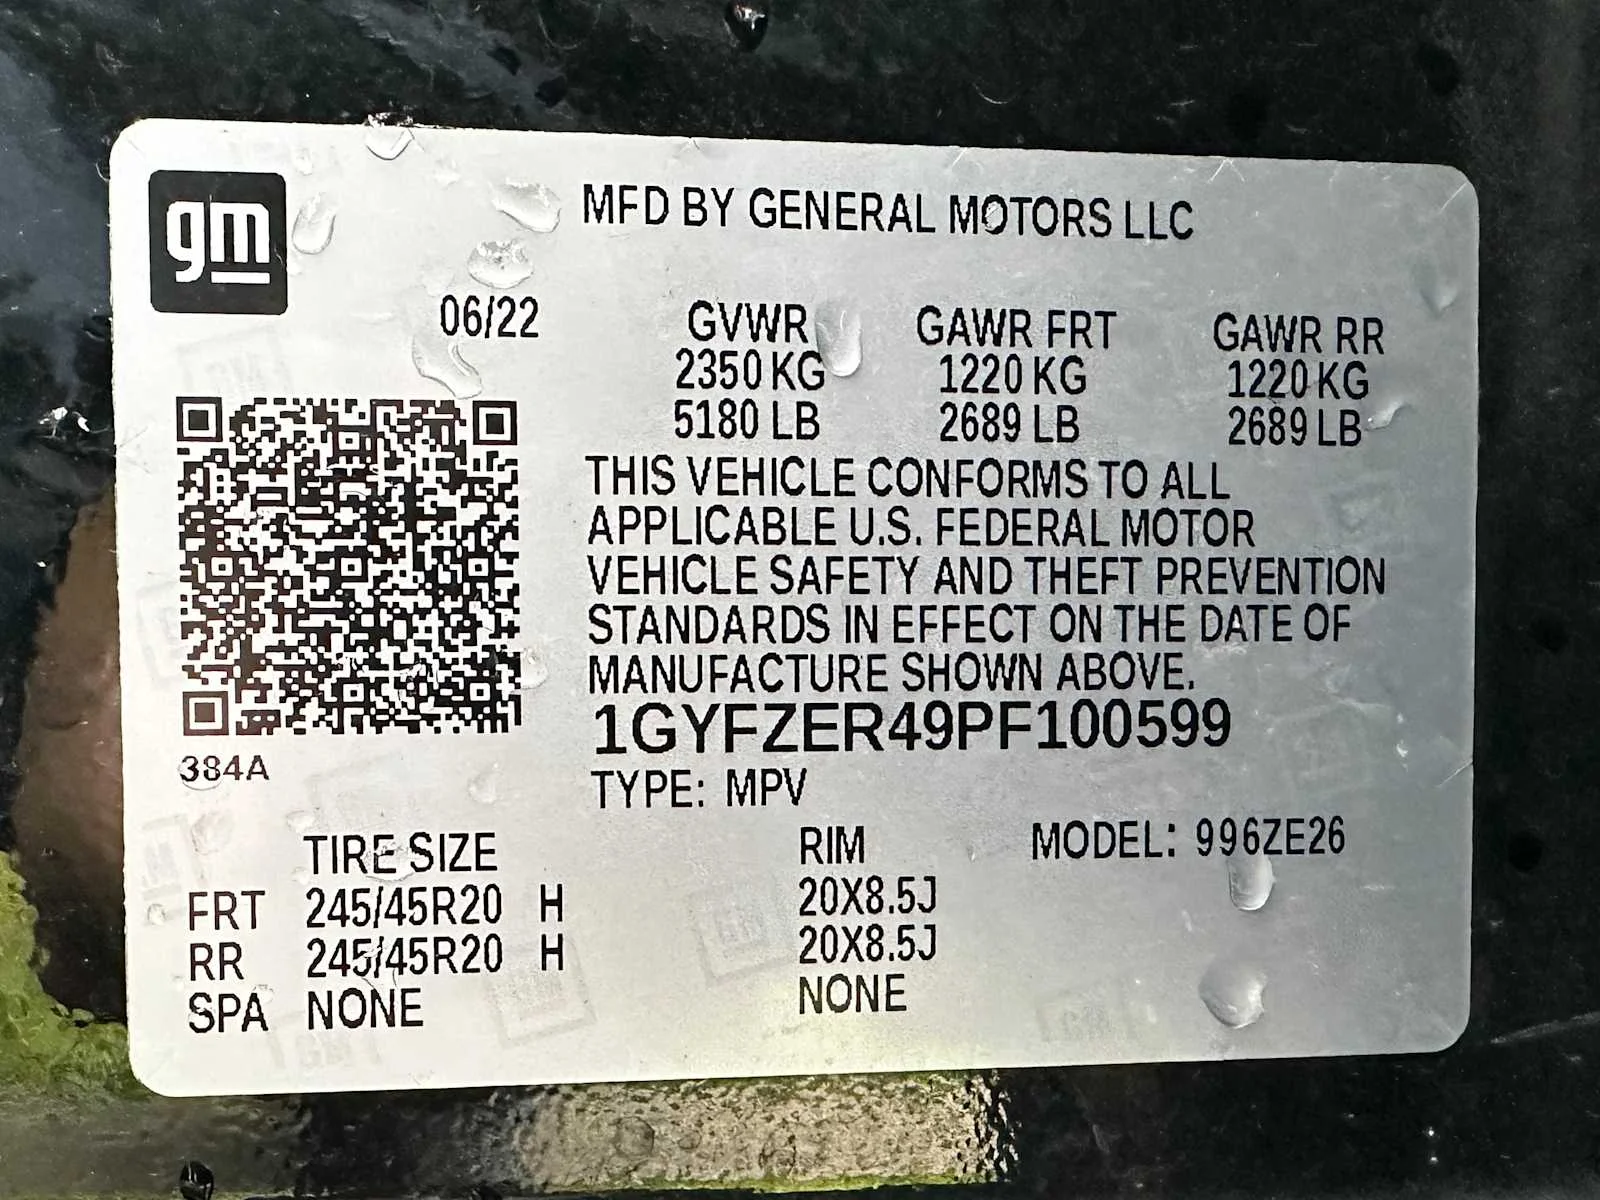 gm
MFD BY GENERAL MOTORS LLC
06/22 GVWR GAWR FRT GAWR RR
2350 KG 1220 KG 1220 KG
5180 LB 2689 LB 2689 LB
THIS VEHICLE CONFORMS TO ALL
APPLICABLE U.S. FEDERAL MOTOR
VEHICLE SAFETY AND THEFT PREVENTION
STANDARDS IN EFFECT ON THE DATE OF
MANUFACTURE SHOWN ABOVE.
1GYFZER49PF100599
384A
TYPE: MPV
TIRE SIZE RIM MODEL: 996ZE26
FRT 245/45R20 H 20X8.5J
RR 245/45R20 H 20X8.5J
SPA NONE NONE